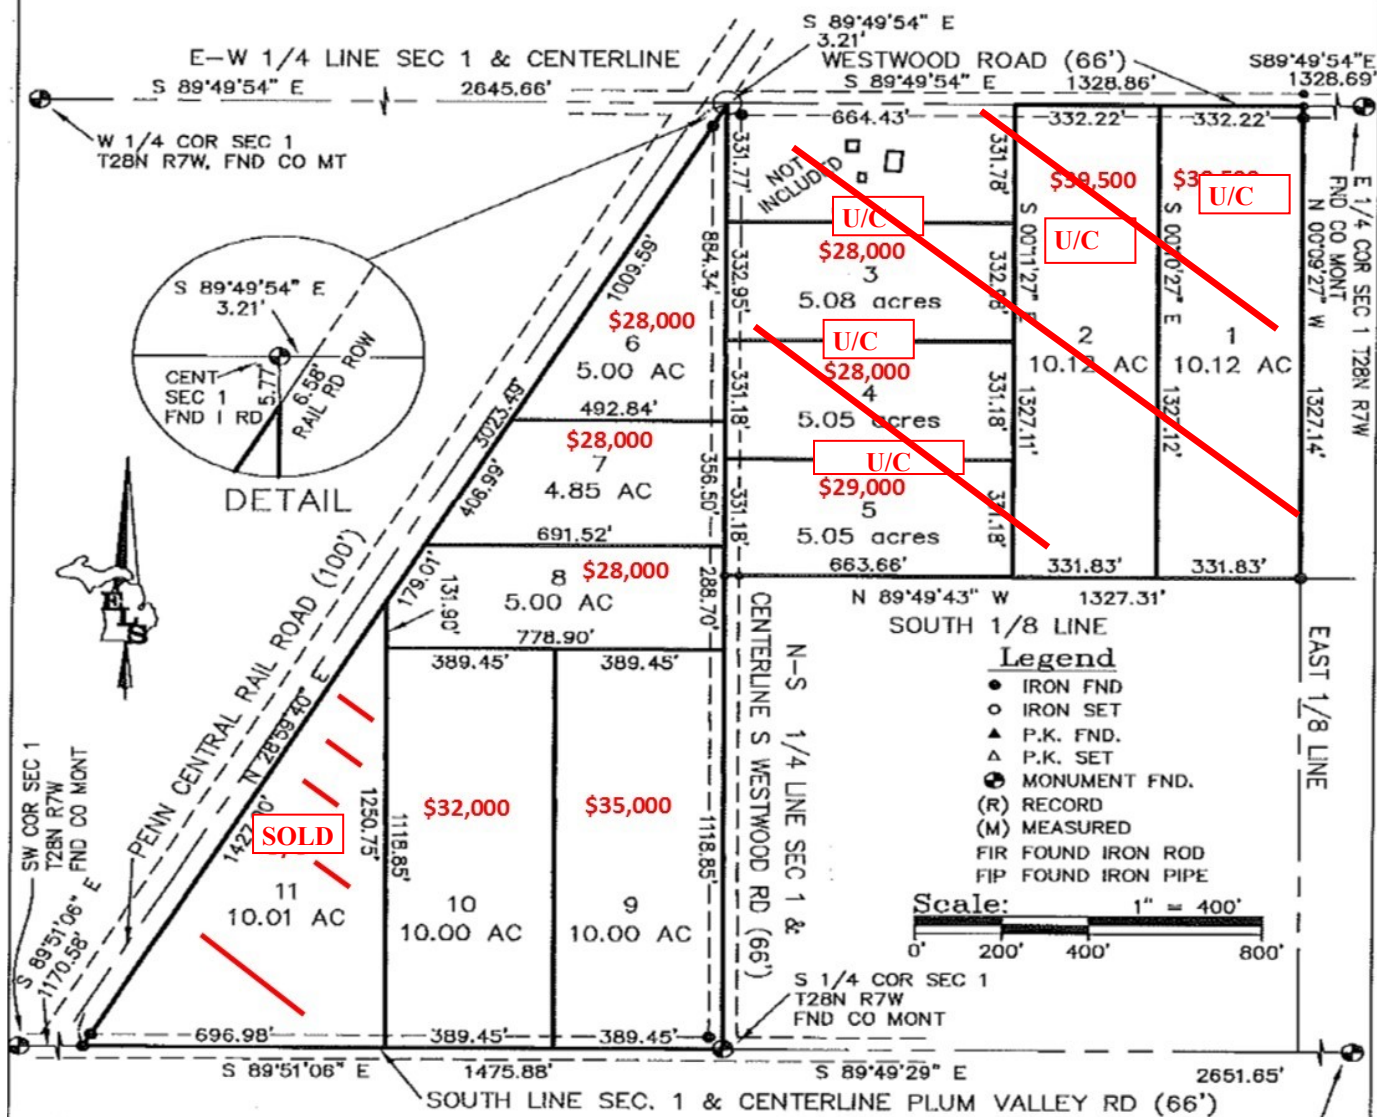 S 89°49'54" E
3.21'
E-W 1/4 LINE SEC 1 & CENTERLINE
WESTWOOD ROAD (66')
S89°49'54"E
1328.69'
S 89°49'54" E
2645.66'
S 89°49'54" E
1328.86'
W 1/4 COR SEC 1
T28N R7W, FND CO MT
664.43'
332.22'
332.22'
E 1/4 COR SEC 1 T28N R7W
FND CO MONT
N 00°09'27" W
1327.14'
331.77'
NOT
INCLUDED
331.78'
$39,500
U/C
U/C
U/C
S 00°11'27" E
1327.11'
S 00°10'27" E
1327.12'
2
10.12 AC
1
10.12 AC
$28,000
3
5.08 acres
332.95'
U/C
$28,000
4
5.05 acres
331.18'
331.18'
U/C
$29,000
5
5.05 acres
331.18'
331.18'
663.66'
331.83'
331.83'
N 89°49'43" W
1327.31'
SOUTH 1/8 LINE
EAST 1/8 LINE
S 89°49'54" E
3.21'
CENT
SEC 1
FND I RD
5.77'
6.58'
RAIL RD ROW
DETAIL
1009.59'
884.34'
$28,000
6
5.00 AC
492.84'
3023.49'
406.99'
$28,000
7
4.85 AC
356.50'
691.52'
179.01'
131.90'
8
$28,000
5.00 AC
288.70'
778.90'
389.45'
389.45'
E.L.S
PENN CENTRAL RAIL ROAD (100')
N 28°59'40" E
SOLD
11
10.01 AC
1250.75'
1118.85'
$32,000
10
10.00 AC
$35,000
9
10.00 AC
1118.85'
CENTERLINE S WESTWOOD RD (66')
N-S 1/4 LINE SEC 1 &
Legend
IRON FND
IRON SET
P.K. FND.
P.K. SET
MONUMENT FND.
(R) RECORD
(M) MEASURED
FIR FOUND IRON ROD
FIP FOUND IRON PIPE
Scale: 1" = 400'
0' 200' 400' 800'
SW COR SEC 1
T28N R7W
FND CO MONT
S 89°51'06" E
1170.58'
S 1/4 COR SEC 1
T28N R7W
FND CO MONT
696.98'
389.45'
389.45'
S 89°51'06" E
1475.88'
S 89°49'29" E
2651.65'
SOUTH LINE SEC. 1 & CENTERLINE PLUM VALLEY RD (66')